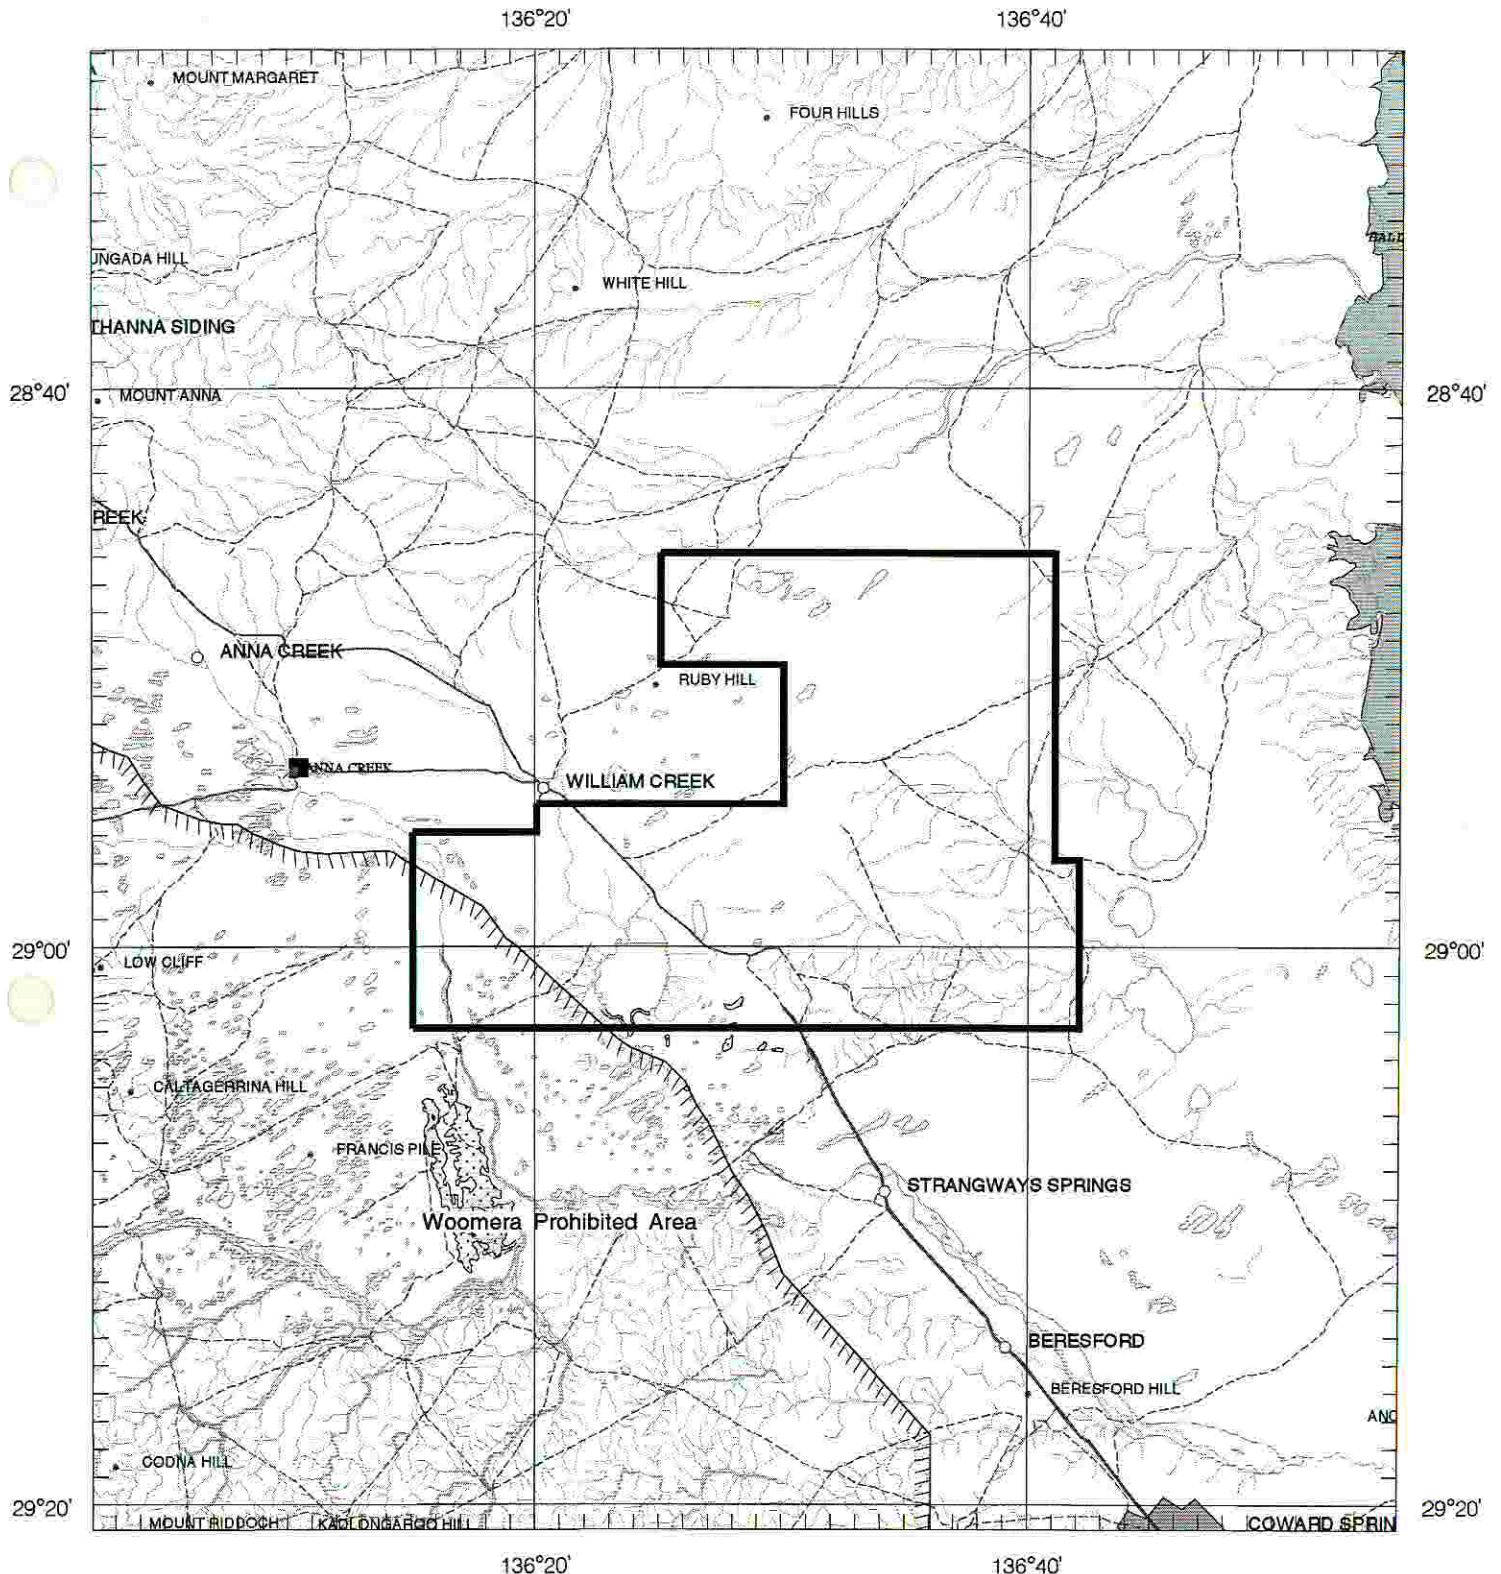 136°20' 136°40'
MOUNT MARGARET
FOUR HILLS
UNGADA HILL
WHITE HILL
THANNA SIDING
28°40' 28°40'
MOUNT ANNA
REEK
ANNA CREEK
RUBY HILL
ANNA CREEK
WILLIAM CREEK
29°00' 29°00'
LOW CLIFF
CALTAGERRINA HILL
FRANCIS PILE
STRANGWAYS SPRINGS
Woomera Prohibited Area
BERESFORD
BERESFORD HILL
ANC
CODNA HILL
29°20' 29°20'
MOUNT RIDDOCH
COWARD SPRIN
136°20' 136°40'